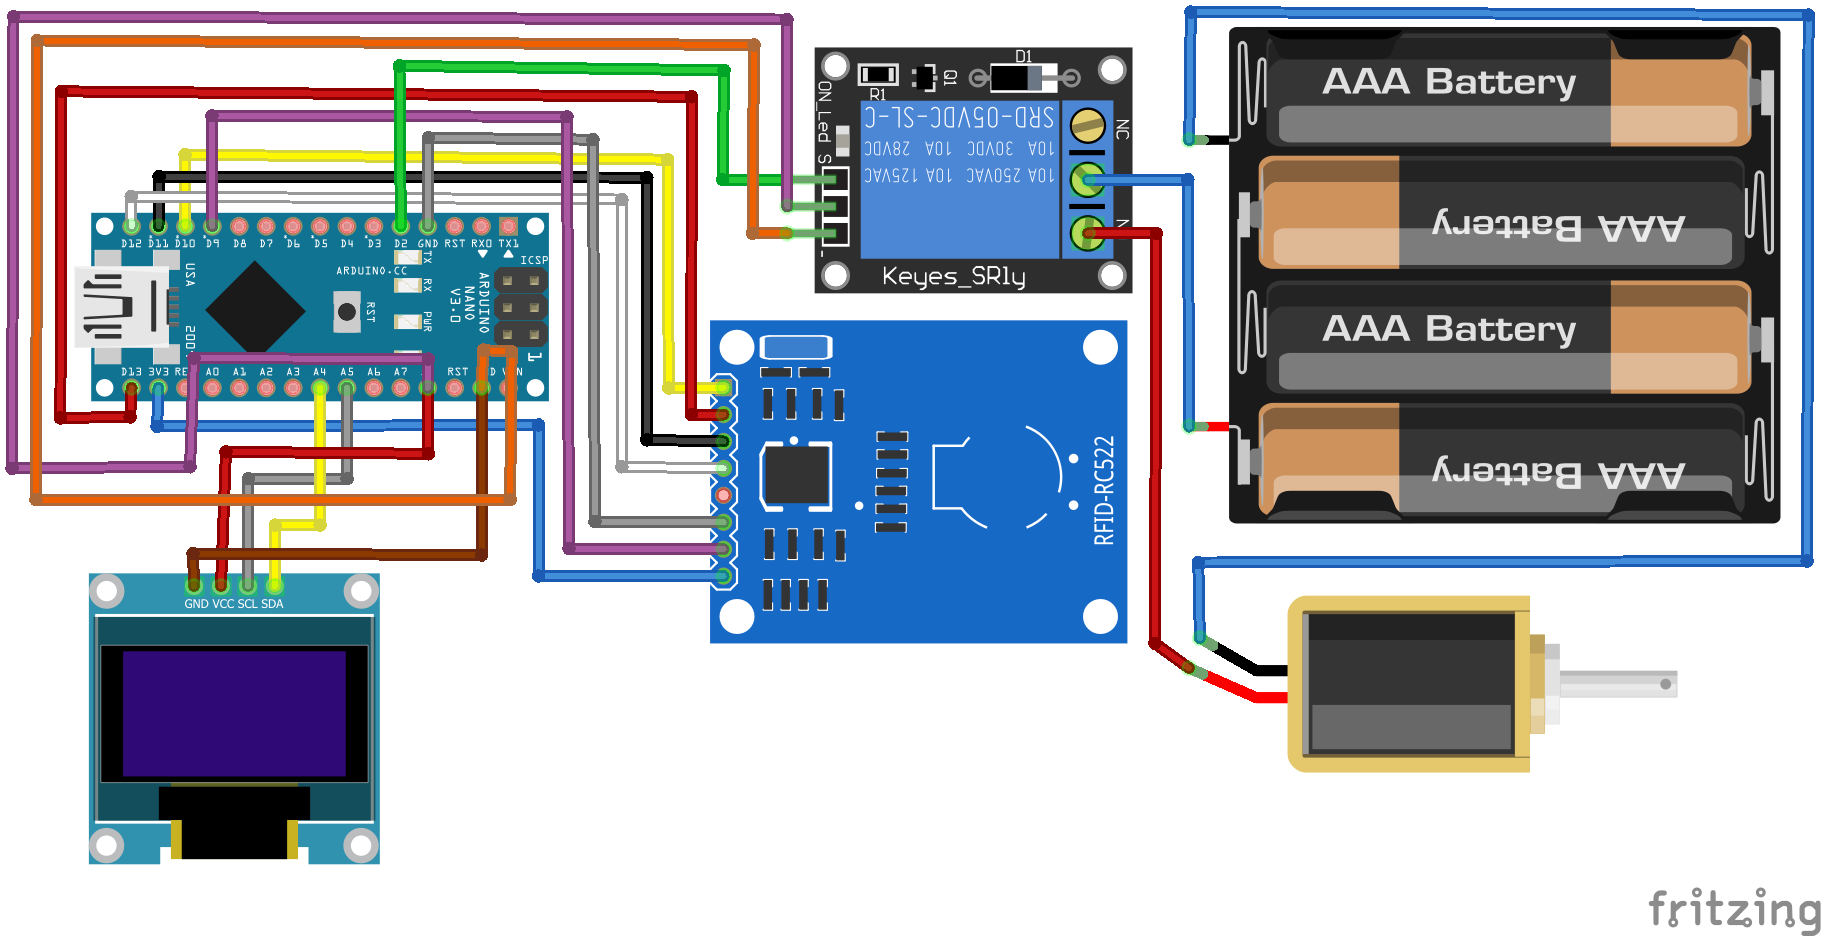 AAA Battery
AAA Battery
AAA Battery
AAA Battery
R1
Q1
D1
ON_Led
S
-
NC
SRD-05VDC-SL-C
10A 30VDC 10A 28VDC
10A 250VAC 10A 125VAC
Keyes_SRly
D12 D11 D10 D9 D8 D7 D6 D5 D4 D3 D2 GND RST RX0 TX1
USA
ARDUINO.CC
TX
RX
PWR
RST
ICSP
ARDUINO
NANO
V3.0
1
D13 3V3 A0 A1 A2 A3 A4 A5 A6 A7 RST
RFID-RC522
GND VCC SCL SDA
fritzing